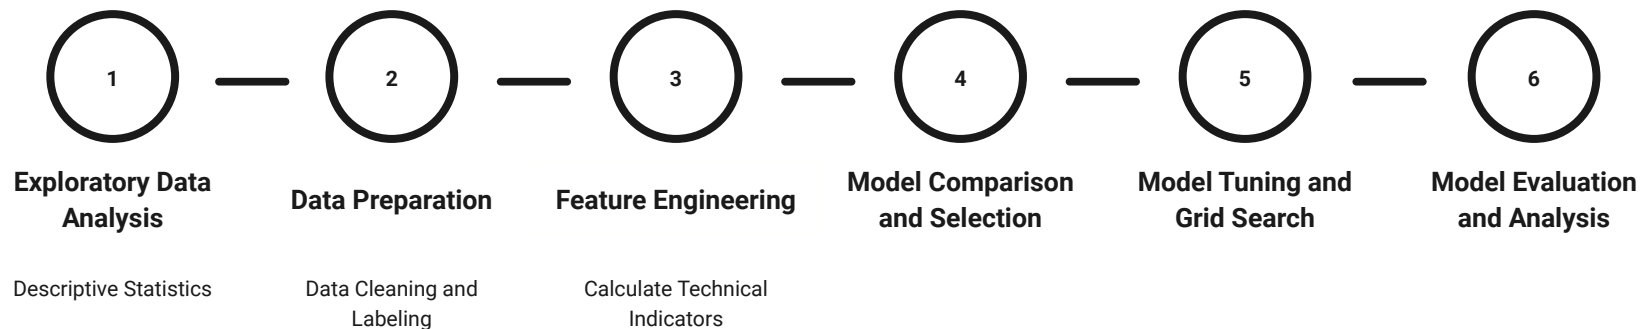 1
2
3
4
5
6
Exploratory Data
Analysis
Data Preparation
Feature Engineering
Model Comparison
and Selection
Model Tuning and
Grid Search
Model Evaluation
and Analysis
Descriptive Statistics
Data Cleaning and
Labeling
Calculate Technical
Indicators